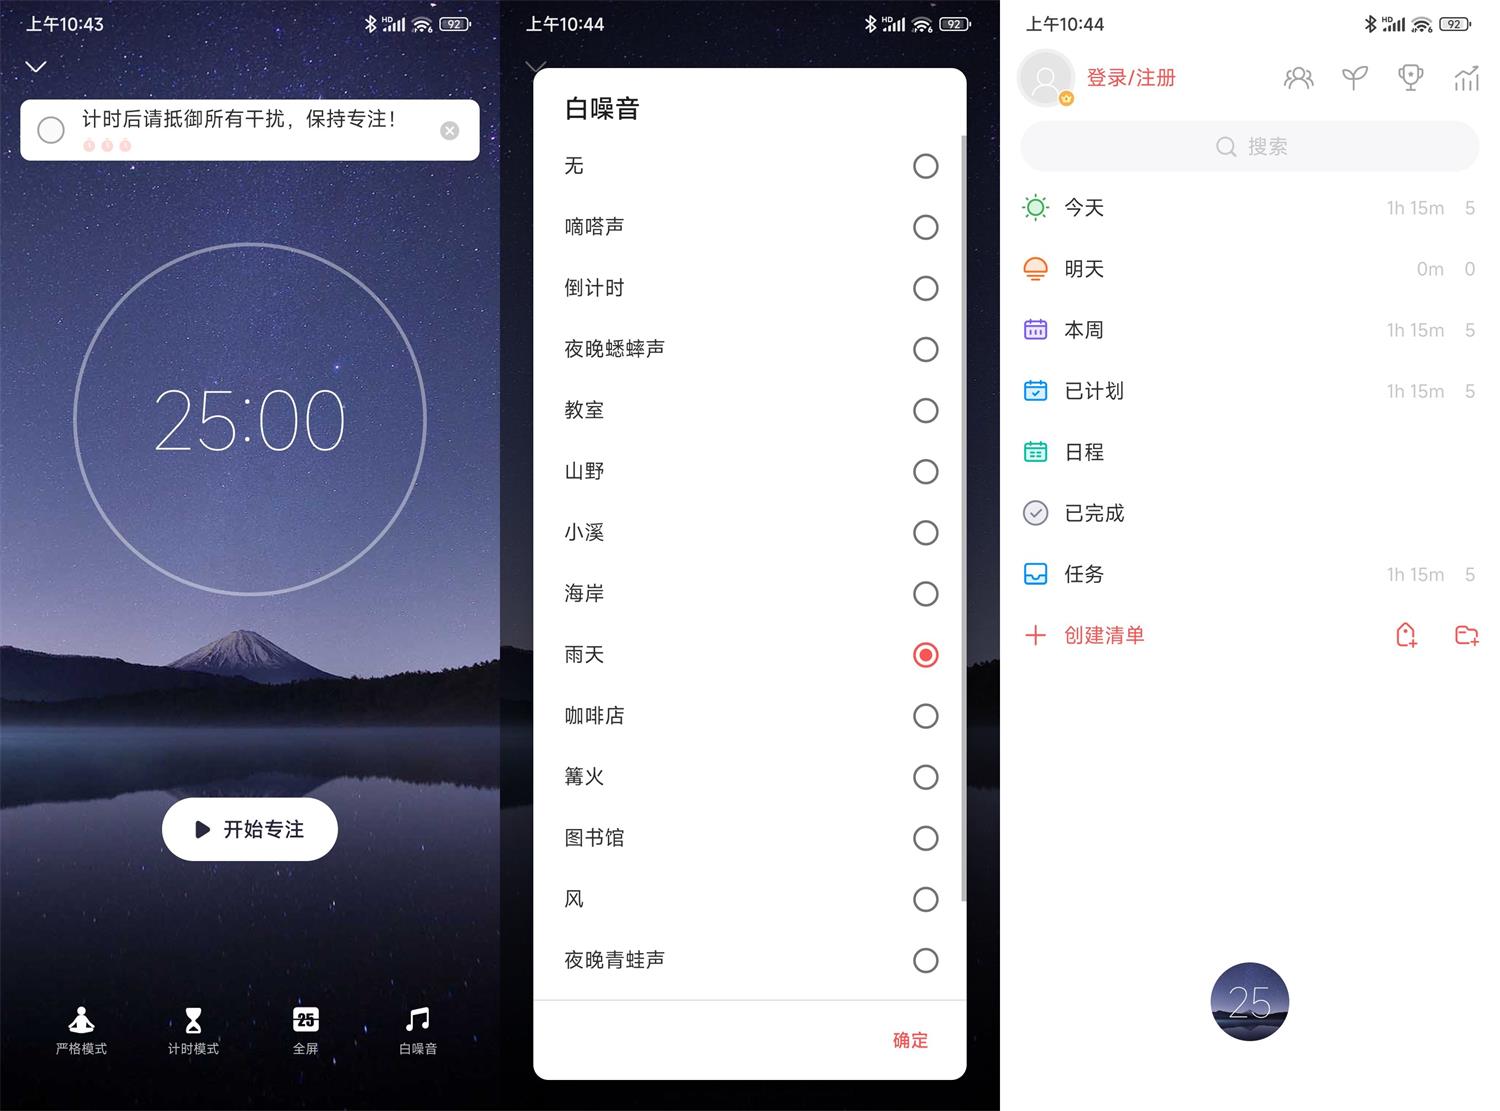 上午10:43
HD
6
92
计时后请抵御所有干扰，保持专注！
25:00
开始专注
25
严格模式
计时模式
全屏
白噪音
上午10:44
HD
6
92
白噪音
无
嘀嗒声
倒计时
夜晚蟋蟀声
教室
山野
小溪
海岸
雨天
咖啡店
篝火
图书馆
风
夜晚青蛙声
确定
上午10:44
HD
6
92
登录/注册
搜索
今天 1h 15m 5
明天 0m 0
本周 1h 15m 5
已计划 1h 15m 5
日程
已完成
任务 1h 15m 5
创建清单
25